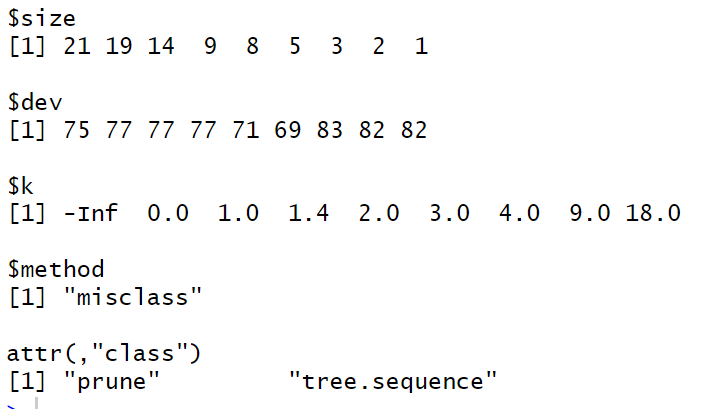 $size
[1] 21 19 14  9  8  5  3  2  1
$dev
[1] 75 77 77 77 71 69 83 82 82
$k
[1] -Inf  0.0  1.0  1.4  2.0  3.0  4.0  9.0 18.0
$method
[1] "misclass"
attr(,"class")
[1] "prune"         "tree.sequence"
>